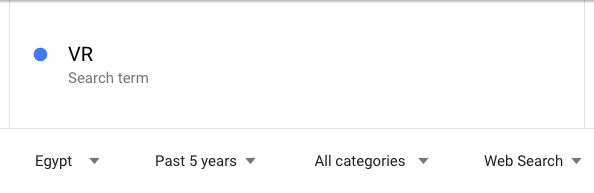 VR
Search term
Egypt Past 5 years All categories Web Search